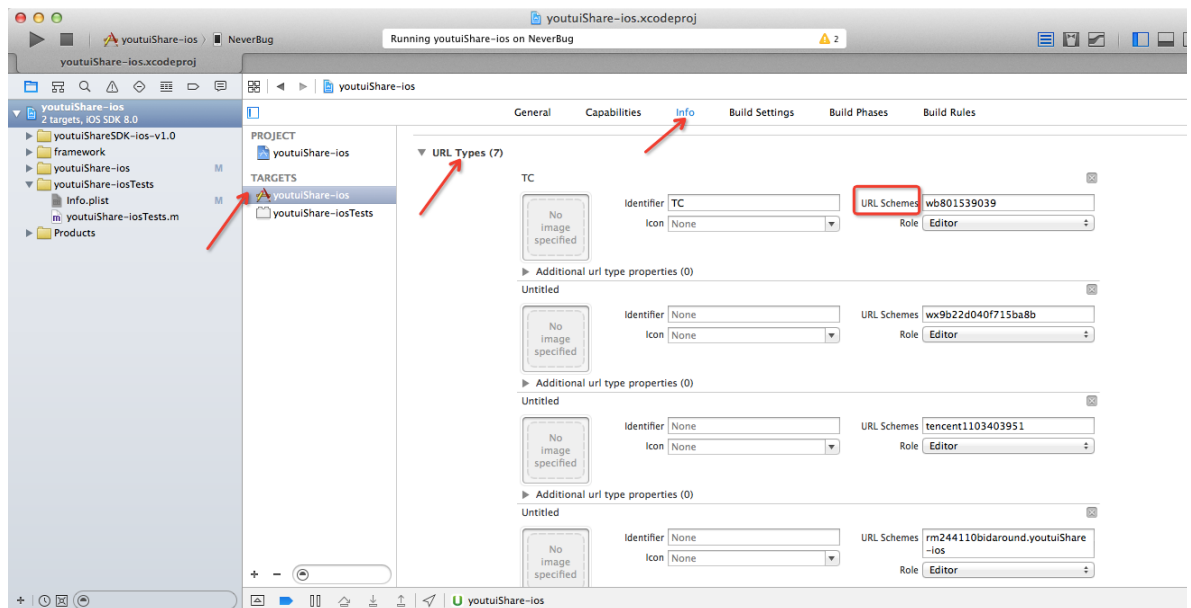 youtuiShare-ios.xcodeproj
youtuiShare-ios NeverBug
Running youtuiShare-ios on NeverBug
2
youtuiShare-ios.xcodeproj
youtuiShare-ios
youtuiShare-ios
2 targets, iOS SDK 8.0
youtuiShareSDK-ios-v1.0
framework
youtuiShare-ios M
youtuiShare-iosTests
Info.plist M
youtuiShare-iosTests.m
Products
PROJECT
youtuiShare-ios
TARGETS
youtuiShare-ios
youtuiShare-iosTests
General Capabilities Info Build Settings Build Phases Build Rules
URL Types (7)
TC
No
image
specified
Identifier TC URL Schemes wb801539039
Icon None Role Editor
Additional url type properties (0)
Untitled
No
image
specified
Identifier None URL Schemes wx9b22d040f715ba8b
Icon None Role Editor
Additional url type properties (0)
Untitled
No
image
specified
Identifier None URL Schemes tencent1103403951
Icon None Role Editor
Additional url type properties (0)
Untitled
No
image
specified
Identifier None URL Schemes rm244110bidaround.youtuiShare
-ios
Icon None Role Editor
youtuiShare-ios